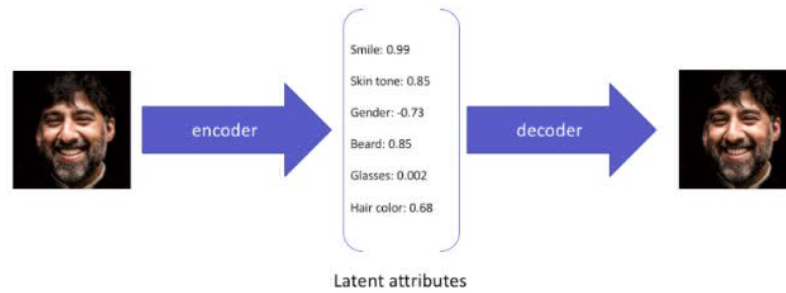 encoder
Smile: 0.99
Skin tone: 0.85
Gender: -0.73
Beard: 0.85
Glasses: 0.002
Hair color: 0.68
decoder
Latent attributes